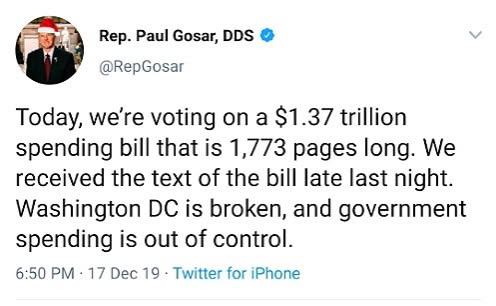 Rep. Paul Gosar, DDS
@RepGosar
Today, we're voting on a $1.37 trillion
spending bill that is 1,773 pages long. We
received the text of the bill late last night.
Washington DC is broken, and government
spending is out of control.
6:50 PM · 17 Dec 19 · Twitter for iPhone